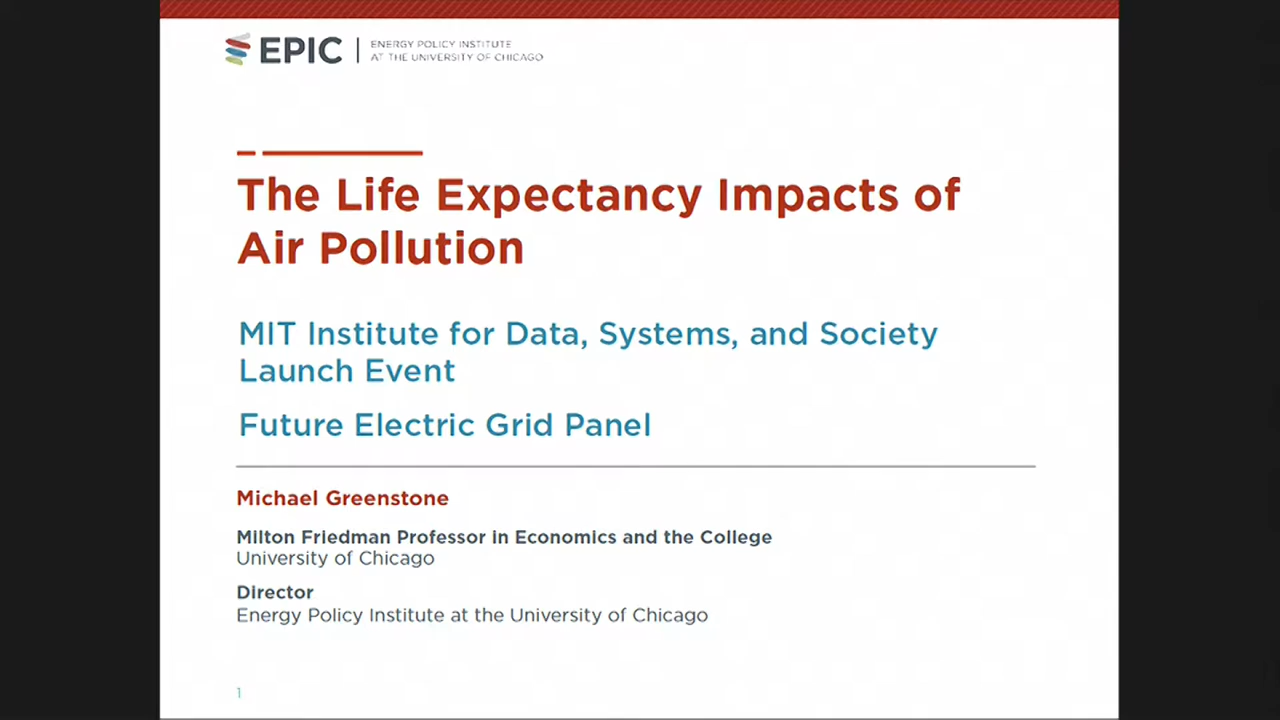 EPIC
ENERGY POLICY INSTITUTE
AT THE UNIVERSITY OF CHICAGO
The Life Expectancy Impacts of
Air Pollution
MIT Institute for Data, Systems, and Society
Launch Event
Future Electric Grid Panel
Michael Greenstone
Milton Friedman Professor in Economics and the College
University of Chicago
Director
Energy Policy Institute at the University of Chicago
1